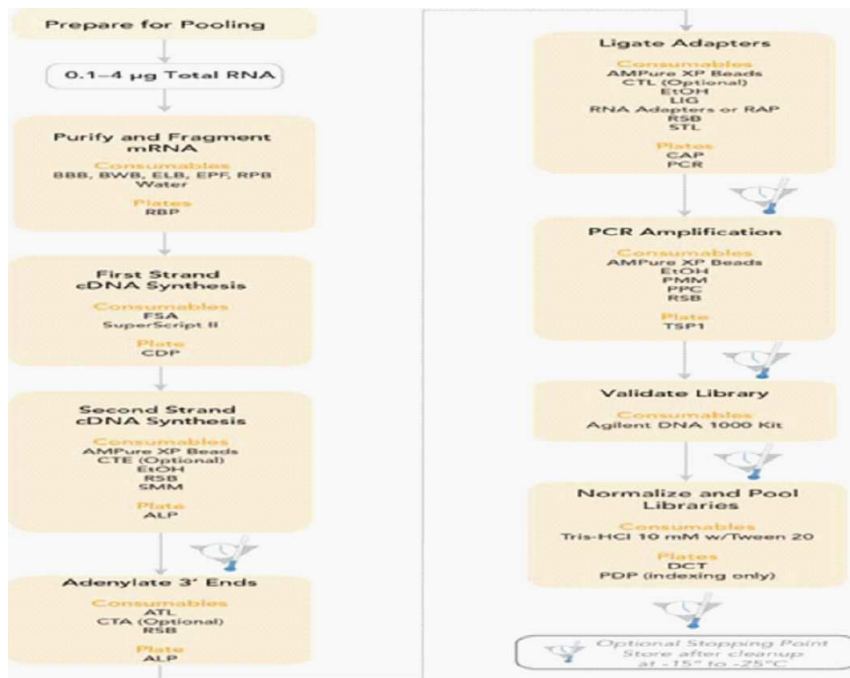 Prepare for Pooling
0.1–4 µg Total RNA
Purify and Fragment
mRNA
Consumables
BBB, BWB, ELB, EPF, RPB
Water
Plates
RBP
First Strand
cDNA Synthesis
Consumables
FSA
SuperScript II
Plate
CDP
Second Strand
cDNA Synthesis
Consumables
AMPure XP Beads
CTE (Optional)
EtOH
RSB
SMM
Plate
ALP
Adenylate 3' Ends
Consumables
ATL
CTA (Optional)
RSB
Plate
ALP
Ligate Adapters
Consumables
AMPure XP Beads
CTL (Optional)
EtOH
LIG
RNA Adapters or RAP
RSB
STL
Plates
CAP
PCR
PCR Amplification
Consumables
AMPure XP Beads
EtOH
PMM
PPC
RSB
Plate
TSP1
Validate Library
Consumables
Agilent DNA 1000 Kit
Normalize and Pool
Libraries
Consumables
Tris-HCl 10 mM w/Tween 20
Plates
DCT
PDP (indexing only)
Optional Stopping Point
Store after cleanup
at -15° to -25°C